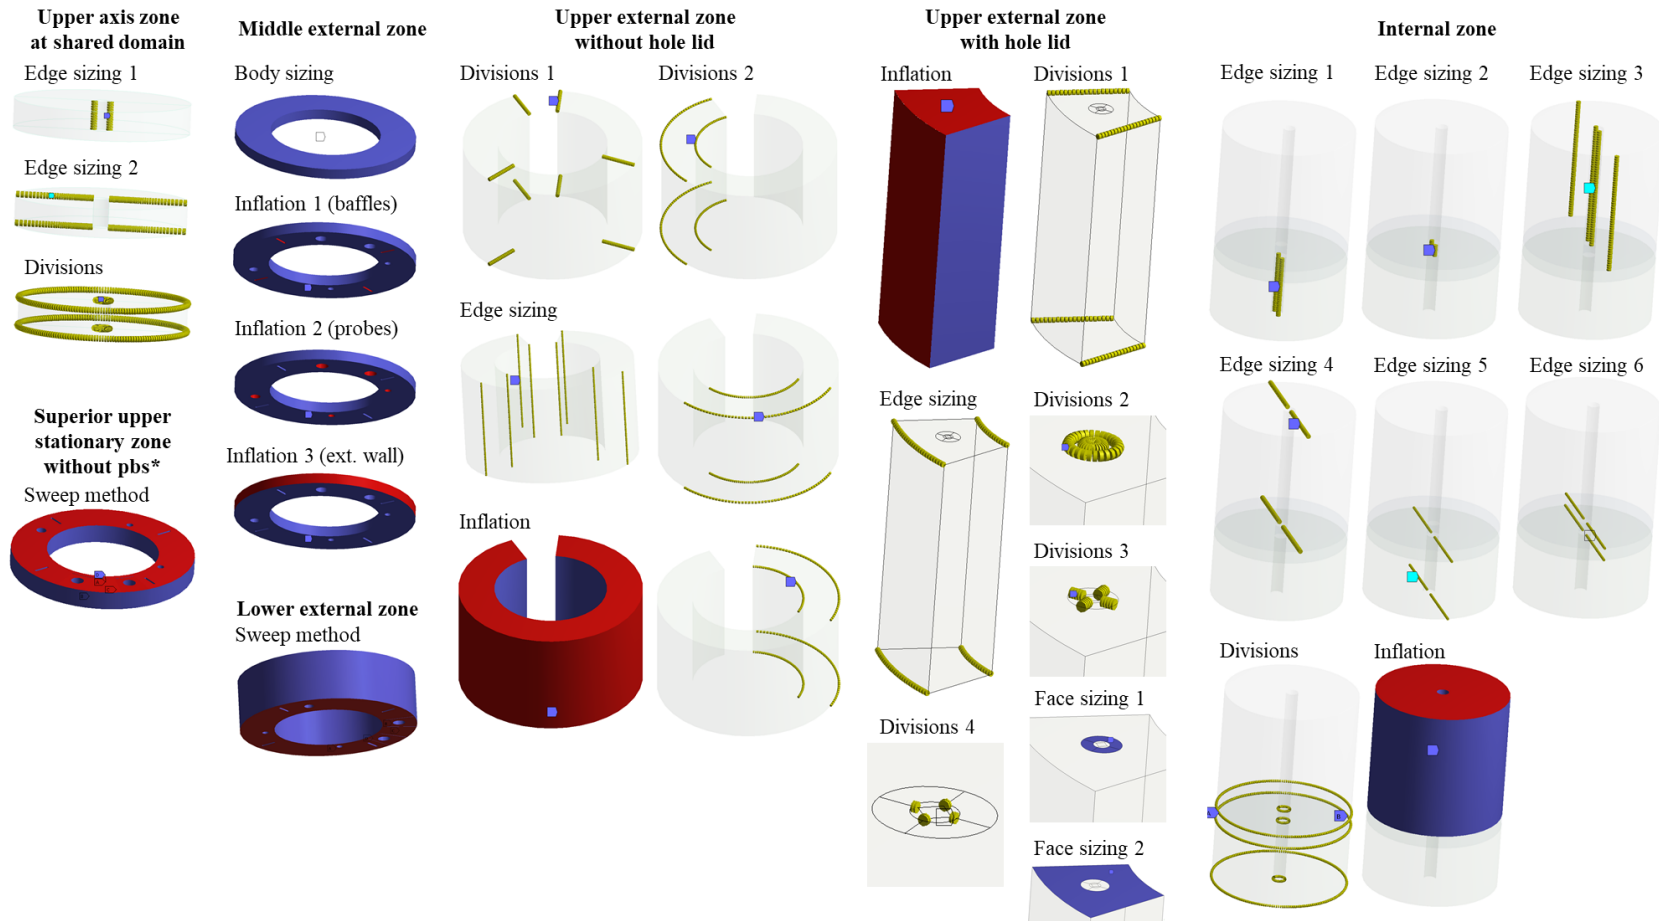 Upper axis zone
at shared domain
Edge sizing 1
Edge sizing 2
Divisions
Superior upper
stationary zone
without pbs*
Sweep method
Middle external zone
Body sizing
Inflation 1 (baffles)
Inflation 2 (probes)
Inflation 3 (ext. wall)
Lower external zone
Sweep method
Upper external zone
without hole lid
Divisions 1
Divisions 2
Edge sizing
Inflation
Upper external zone
with hole lid
Inflation
Divisions 1
Edge sizing
Divisions 2
Divisions 3
Divisions 4
Face sizing 1
Face sizing 2
Internal zone
Edge sizing 1
Edge sizing 2
Edge sizing 3
Edge sizing 4
Edge sizing 5
Edge sizing 6
Divisions
Inflation